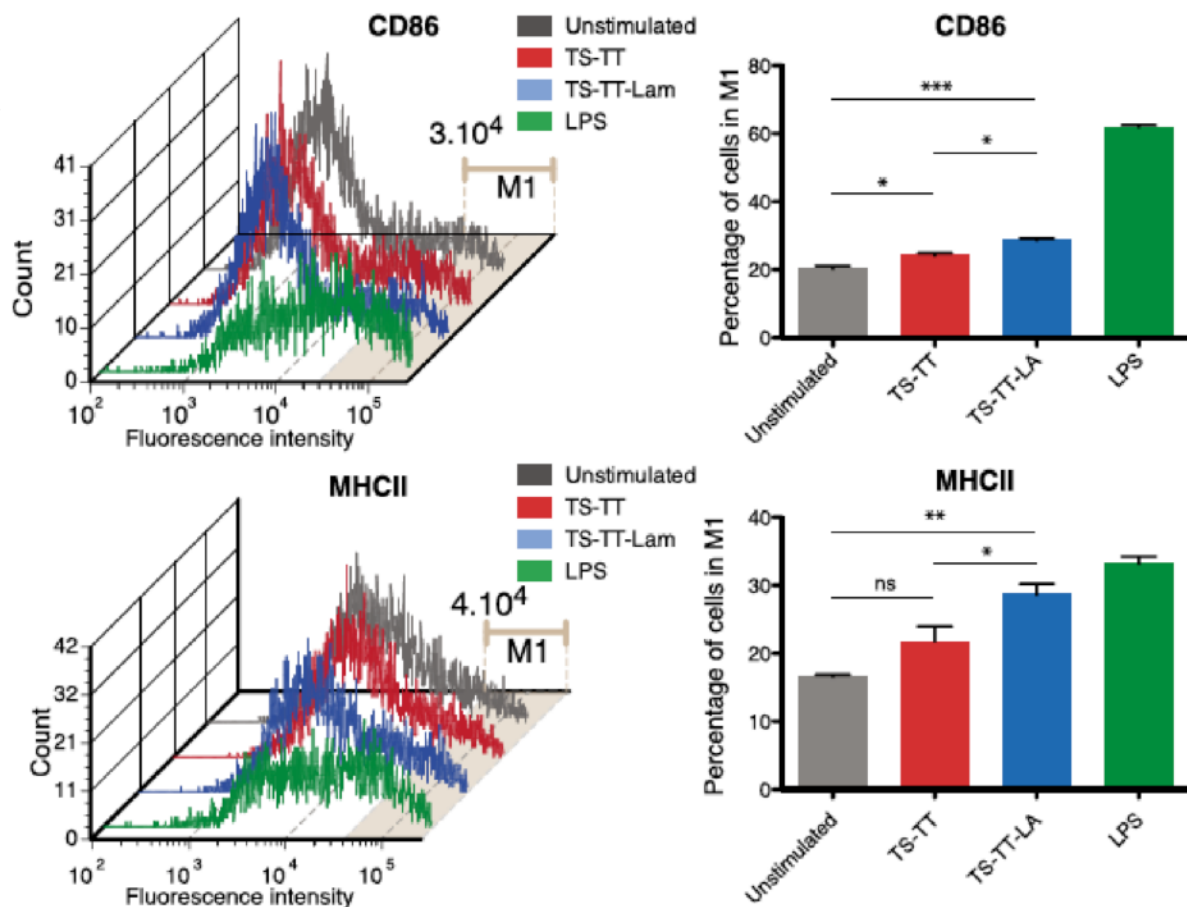 CD86
Unstimulated
TS-TT
TS-TT-Lam
LPS
3.10⁴
M1
41
31
21
10
0
Count
10² 10³ 10⁴ 10⁵
Fluorescence intensity
CD86
Percentage of cells in M1
80
60
40
20
0
***
*
*
Unstimulated
TS-TT
TS-TT-LA
LPS
MHCII
Unstimulated
TS-TT
TS-TT-Lam
LPS
4.10⁴
M1
42
32
21
11
0
Count
10² 10³ 10⁴ 10⁵
Fluorescence intensity
MHCII
Percentage of cells in M1
40
30
20
10
0
**
*
ns
Unstimulated
TS-TT
TS-TT-LA
LPS